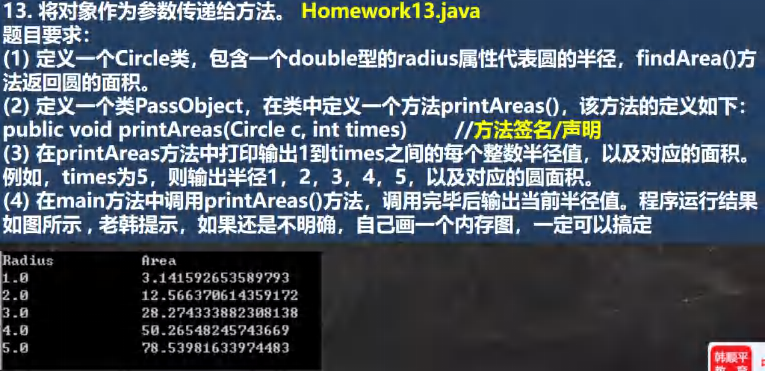 13. 将对象作为参数传递给方法。 Homework13.java
题目要求：
(1) 定义一个Circle类，包含一个double型的radius属性代表圆的半径，findArea()方
法返回圆的面积。
(2) 定义一个类PassObject，在类中定义一个方法printAreas()，该方法的定义如下：
public void printAreas(Circle c, int times) //方法签名/声明
(3) 在printAreas方法中打印输出1到times之间的每个整数半径值，以及对应的面积。
例如，times为5，则输出半径1，2，3，4，5，以及对应的圆面积。
(4) 在main方法中调用printAreas()方法，调用完毕后输出当前半径值。程序运行结果
如图所示 , 老韩提示，如果还是不明确，自己画一个内存图，一定可以搞定
Radius Area
1.0 3.141592653589793
2.0 12.566370614359172
3.0 28.274333882308138
4.0 50.26548245743669
5.0 78.53981633974483
韩顺平
教育